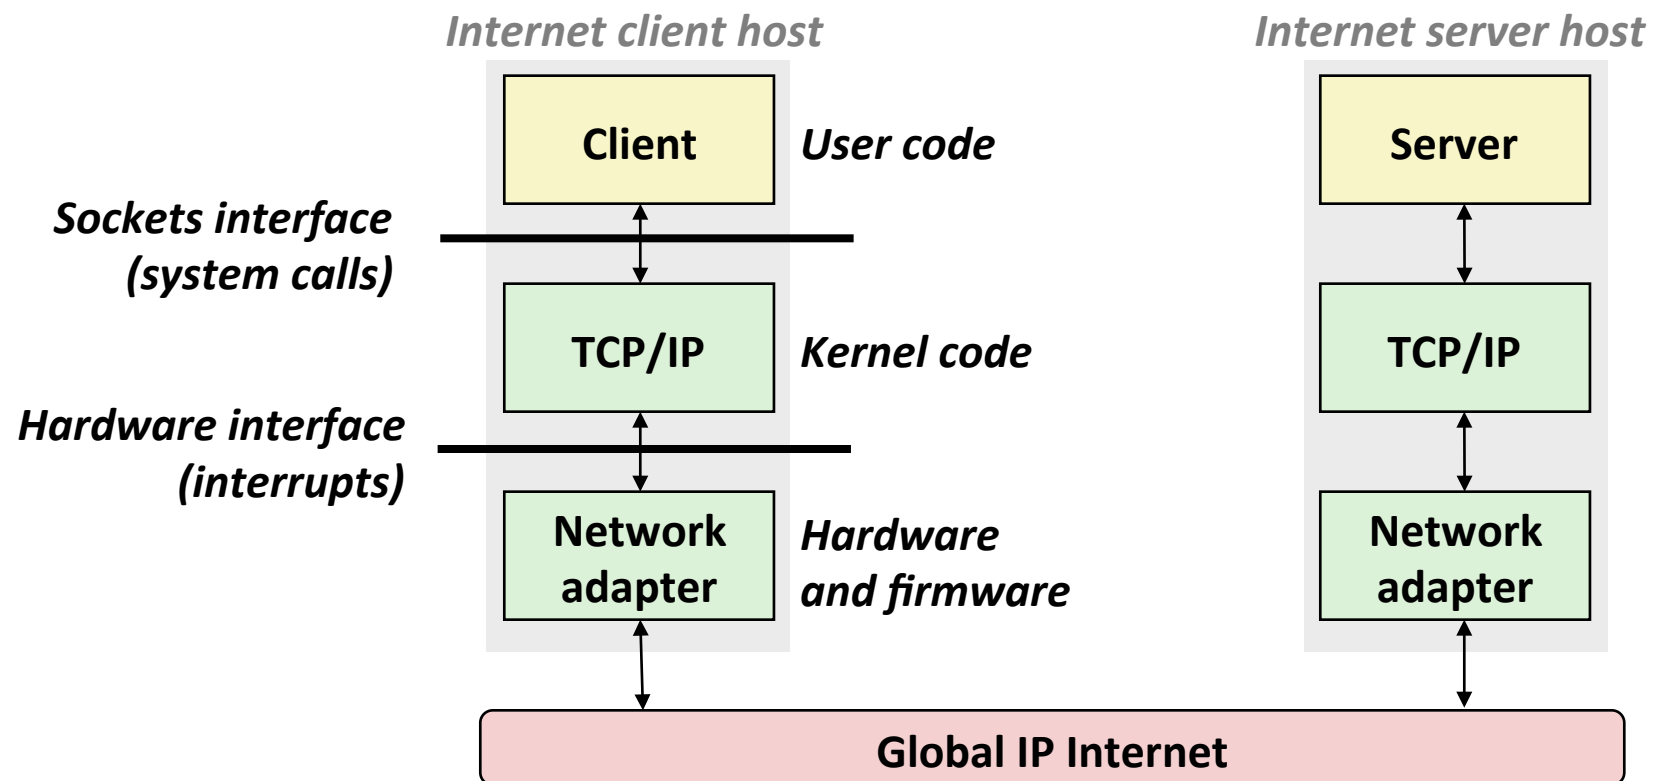 Internet client host
Internet server host
Client
User code
Server
Sockets interface
(system calls)
TCP/IP
Kernel code
TCP/IP
Hardware interface
(interrupts)
Network
adapter
Hardware
and firmware
Network
adapter
Global IP Internet